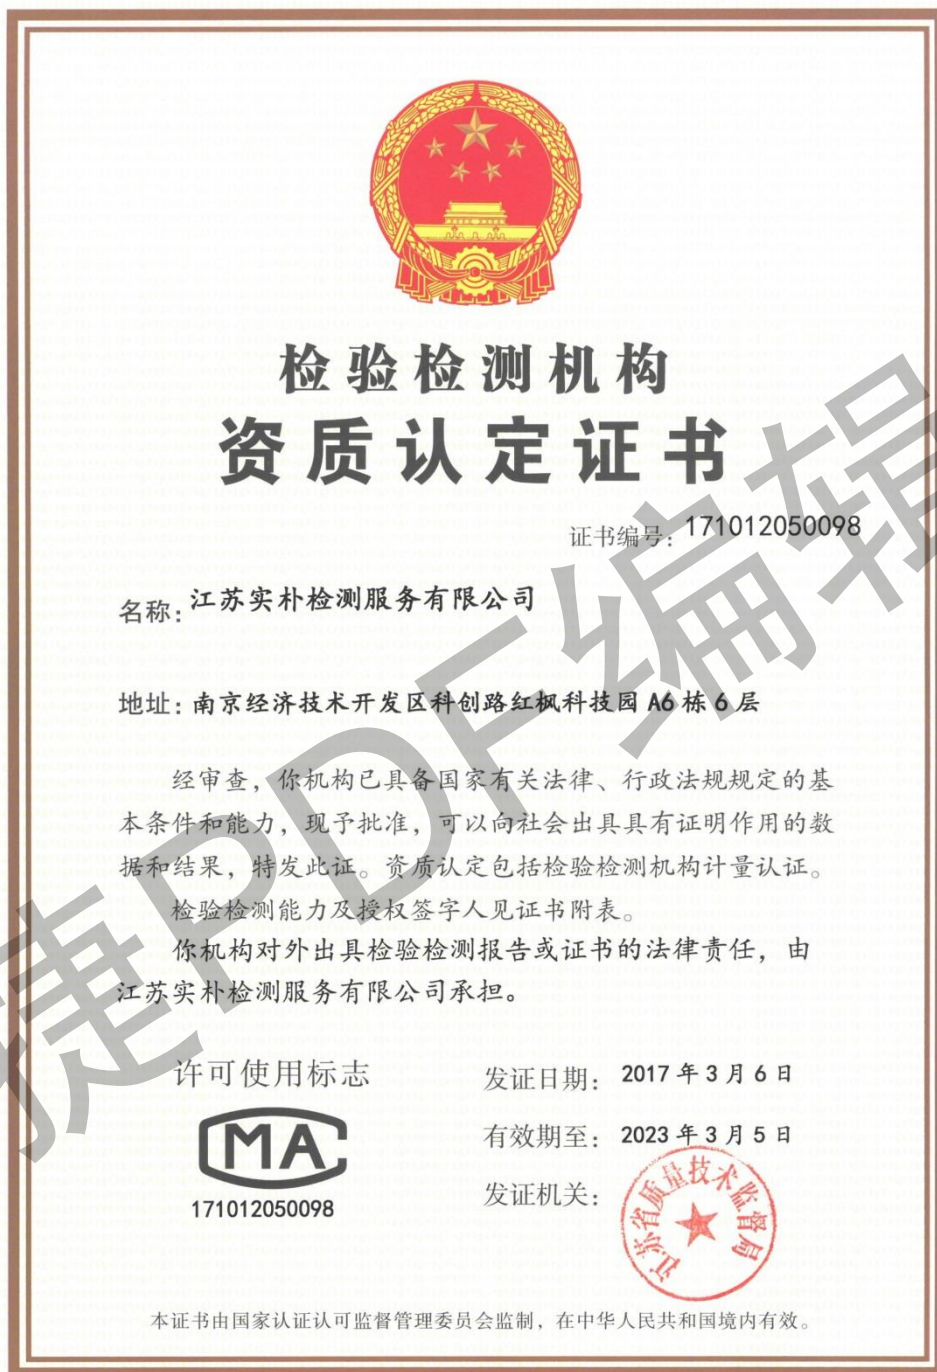 检验检测机构
资质认定证书
证书编号：171012050098
名称：江苏实朴检测服务有限公司
地址：南京经济技术开发区科创路红枫科技园 A6 栋 6 层
经审查，你机构已具备国家有关法律、行政法规规定的基
本条件和能力，现予批准，可以向社会出具具有证明作用的数
据和结果，特发此证。资质认定包括检验检测机构计量认证。
检验检测能力及授权签字人见证书附表。
你机构对外出具检验检测报告或证书的法律责任，由
江苏实朴检测服务有限公司承担。
许可使用标志
MA
171012050098
发证日期：2017 年 3 月 6 日
有效期至：2023 年 3 月 5 日
发证机关：
江苏省质量技术监督局
本证书由国家认证认可监督管理委员会监制，在中华人民共和国境内有效。
捷PDF编辑